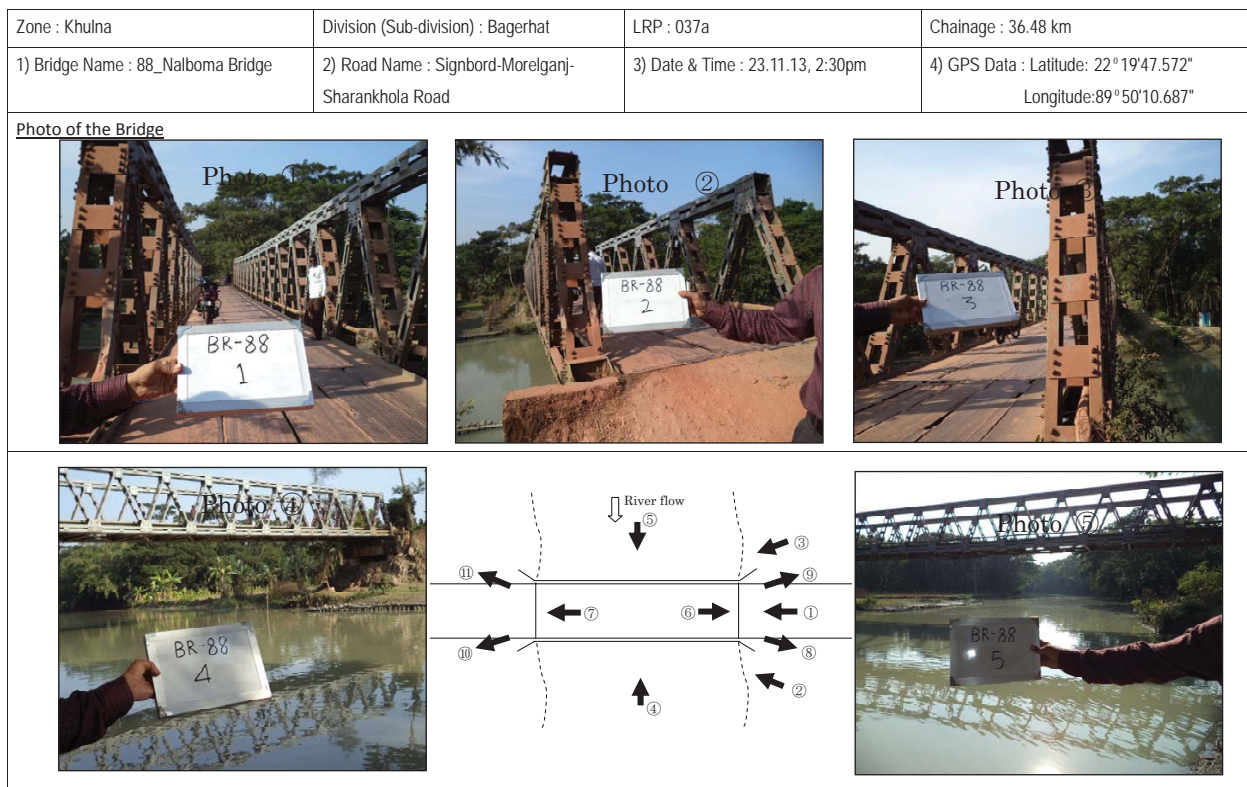 Zone : Khulna
Division (Sub-division) : Bagerhat
LRP : 037a
Chainage : 36.48 km
1) Bridge Name : 88_Nalboma Bridge
2) Road Name : Signbord-Morelganj-
Sharankhola Road
3) Date & Time : 23.11.13, 2:30pm
4) GPS Data : Latitude: 22⁰19'47.572"
Longitude:89⁰50'10.687"
Photo of the Bridge
Photo ①
BR-88
1
Photo ②
BR-88
2
Photo ③
BR-88
3
Photo ④
BR-88
4
River flow
⑤
③
⑪
⑨
⑦
⑥
①
⑩
⑧
②
④
Photo ⑤
BR-88
5